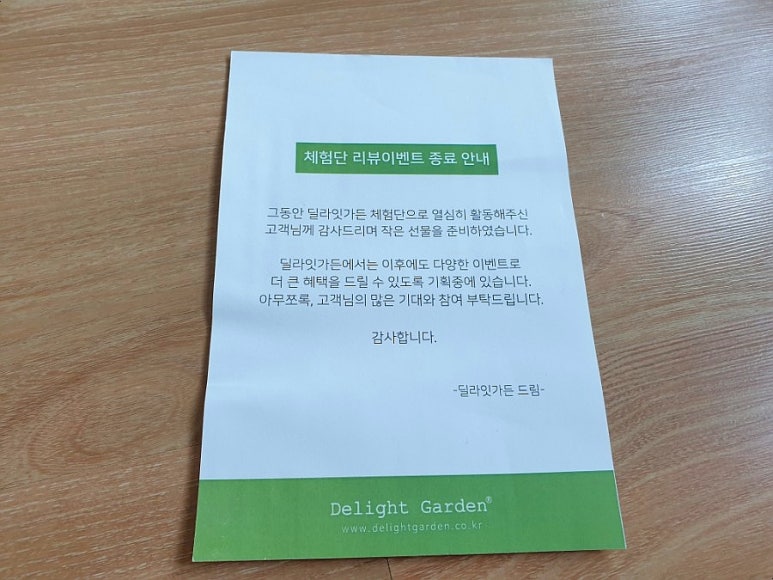 체험단 리뷰이벤트 종료 안내
그동안 딜라잇가든 체험단으로 열심히 활동해주신
고객님께 감사드리며 작은 선물을 준비하였습니다.
딜라잇가든에서는 이후에도 다양한 이벤트로
더 큰 혜택을 드릴 수 있도록 기획중에 있습니다.
아무쪼록, 고객님의 많은 기대와 참여 부탁드립니다.
감사합니다.
-딜라잇가든 드림-
Delight Garden®
www.delightgarden.co.kr